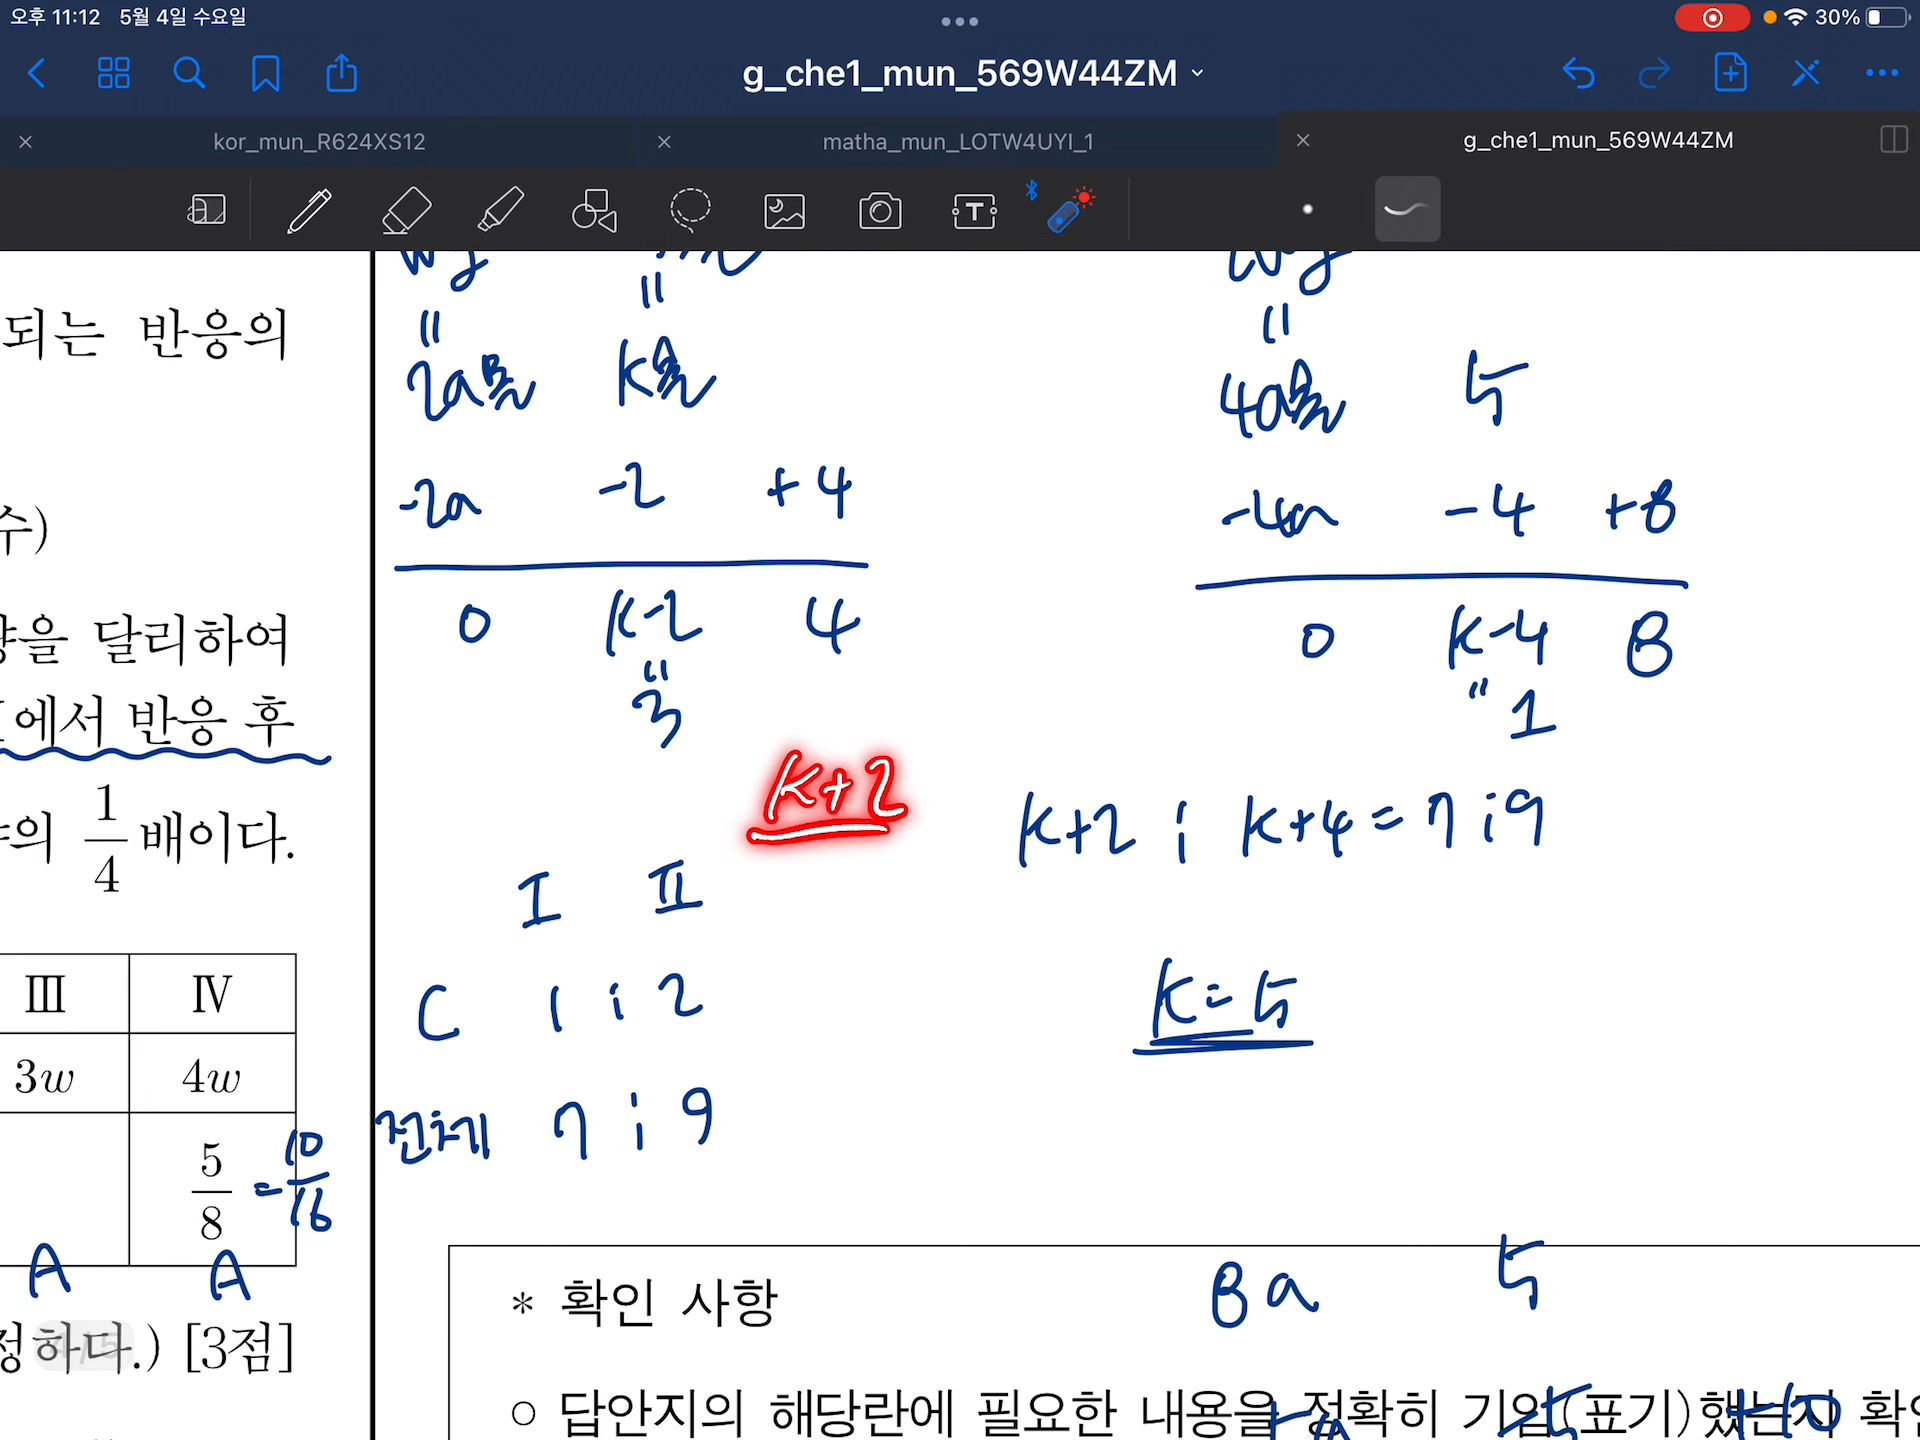 오후 11:12 5월 4일 수요일
30%
g_che1_mun_569W44ZM
kor_mun_R624XS12
matha_mun_LOTW4UYI_1
g_che1_mun_569W44ZM
되는 반응의
수)
을 달리하여
에서 반응 후
의 1/4 배이다.
Ⅲ Ⅳ
3w 4w
5/8 = 10/16
A A
하다.) [3점]
2a몰 k몰
-2a -2 +4
0 k-2 4
"
3
k+2
Ⅰ Ⅱ
C 1 : 2
전체 7 : 9
4a몰 5
-4a -4 +8
0 k-4 8
" 1
k+2 : k+4 = 7 : 9
k=5
8a 5
* 확인 사항
○ 답안지의 해당란에 필요한 내용을 정확히 기입(표기)했는지
+10